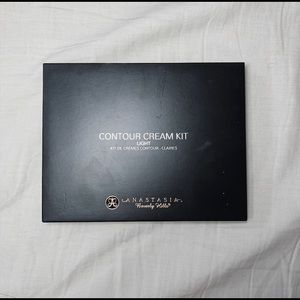 CONTOUR CREAM KIT
LIGHT
KIT DE CRÈMES CONTOUR - CLAIRES
ANASTASIA
Beverly Hills®